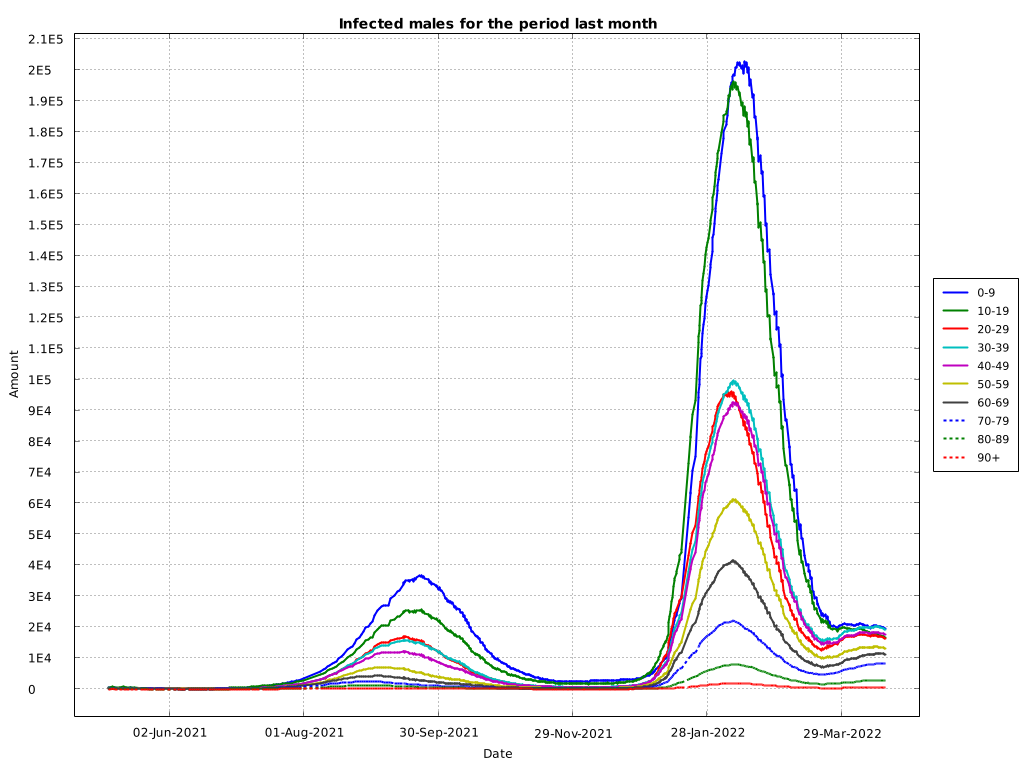 Infected males for the period last month
2.1E5
2E5
1.9E5
1.8E5
1.7E5
1.6E5
1.5E5
1.4E5
1.3E5
1.2E5
1.1E5
1E5
9E4
8E4
7E4
6E4
5E4
4E4
3E4
2E4
1E4
0
Amount
02-Jun-2021
01-Aug-2021
30-Sep-2021
29-Nov-2021
28-Jan-2022
29-Mar-2022
Date
0-9
10-19
20-29
30-39
40-49
50-59
60-69
70-79
80-89
90+